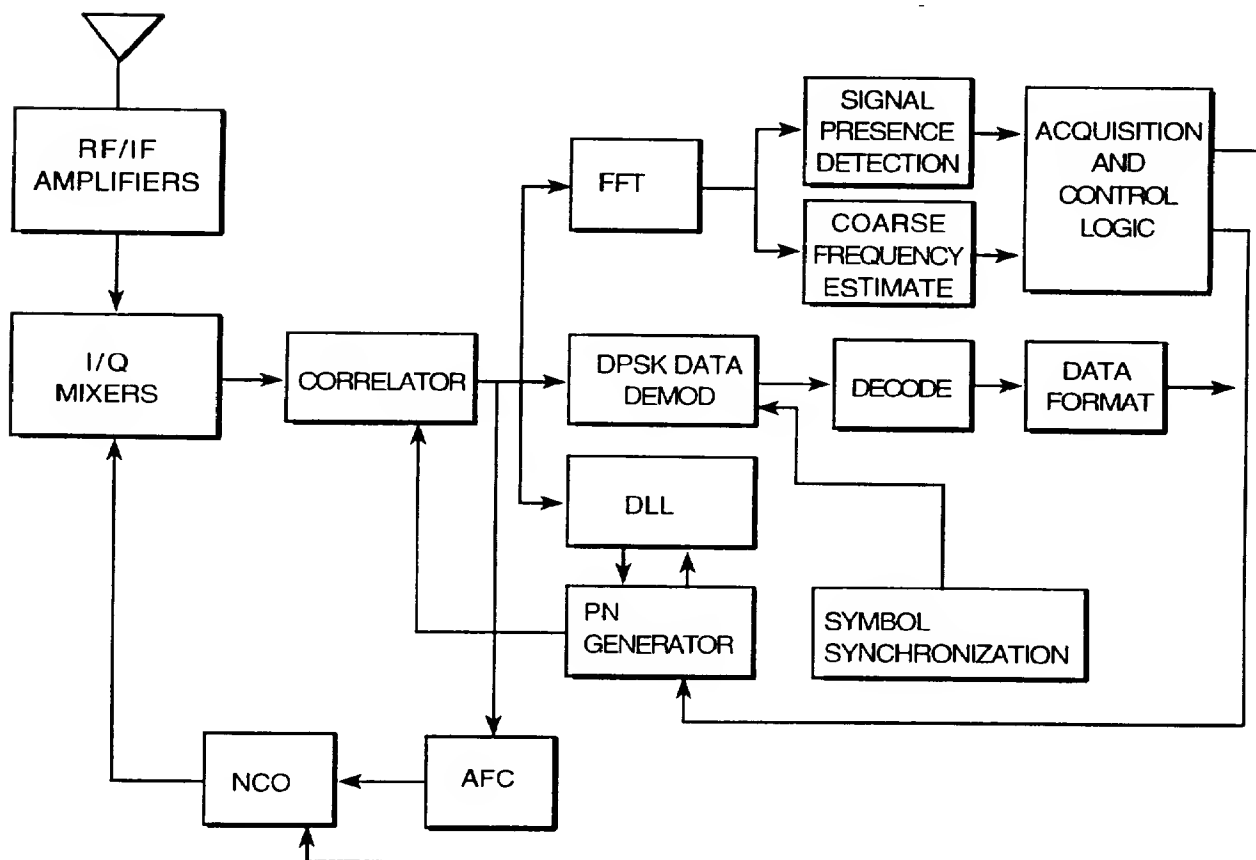 RF/IF
AMPLIFIERS
I/Q
MIXERS
CORRELATOR
FFT
SIGNAL
PRESENCE
DETECTION
COARSE
FREQUENCY
ESTIMATE
ACQUISITION
AND
CONTROL
LOGIC
DPSK DATA
DEMOD
DECODE
DATA
FORMAT
DLL
PN
GENERATOR
SYMBOL
SYNCHRONIZATION
NCO
AFC